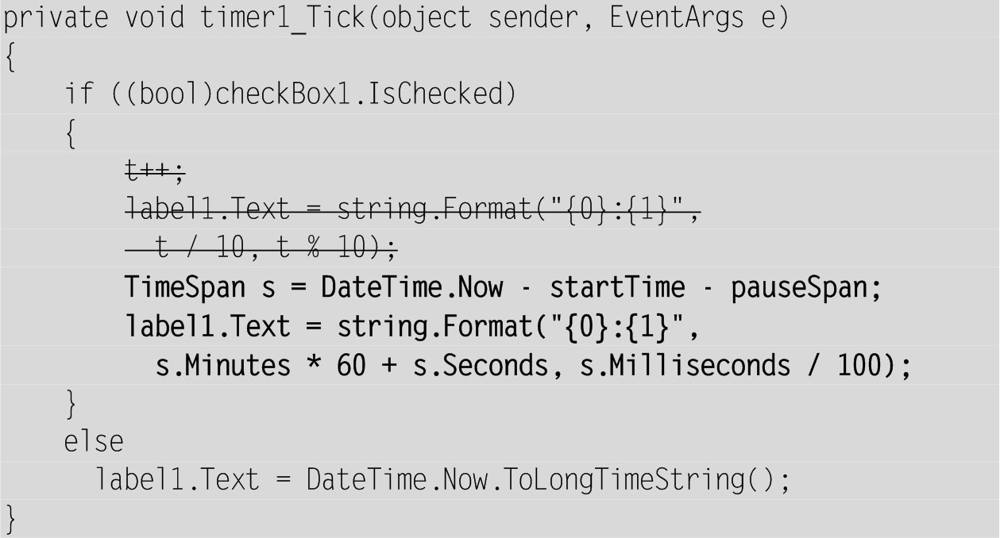 private void timer1_Tick(object sender, EventArgs e)
{
    if ((bool)checkBox1.IsChecked)
    {
        t++;
        label1.Text = string.Format("{0}:{1}",
          t / 10, t % 10);
        TimeSpan s = DateTime.Now - startTime - pauseSpan;
        label1.Text = string.Format("{0}:{1}",
          s.Minutes * 60 + s.Seconds, s.Milliseconds / 100);
    }
    else
      label1.Text = DateTime.Now.ToLongTimeString();
}